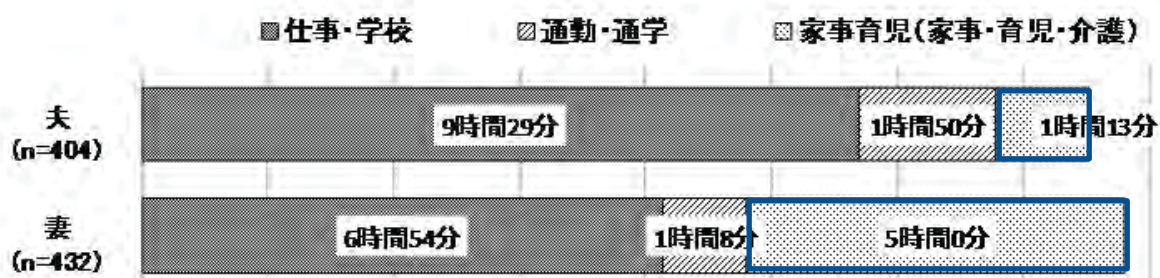 仕事・学校 通勤・通学 家事育児(家事・育児・介護)
夫
(n=404)
9時間29分 1時間50分 1時間13分
妻
(n=432)
6時間54分 1時間8分 5時間0分